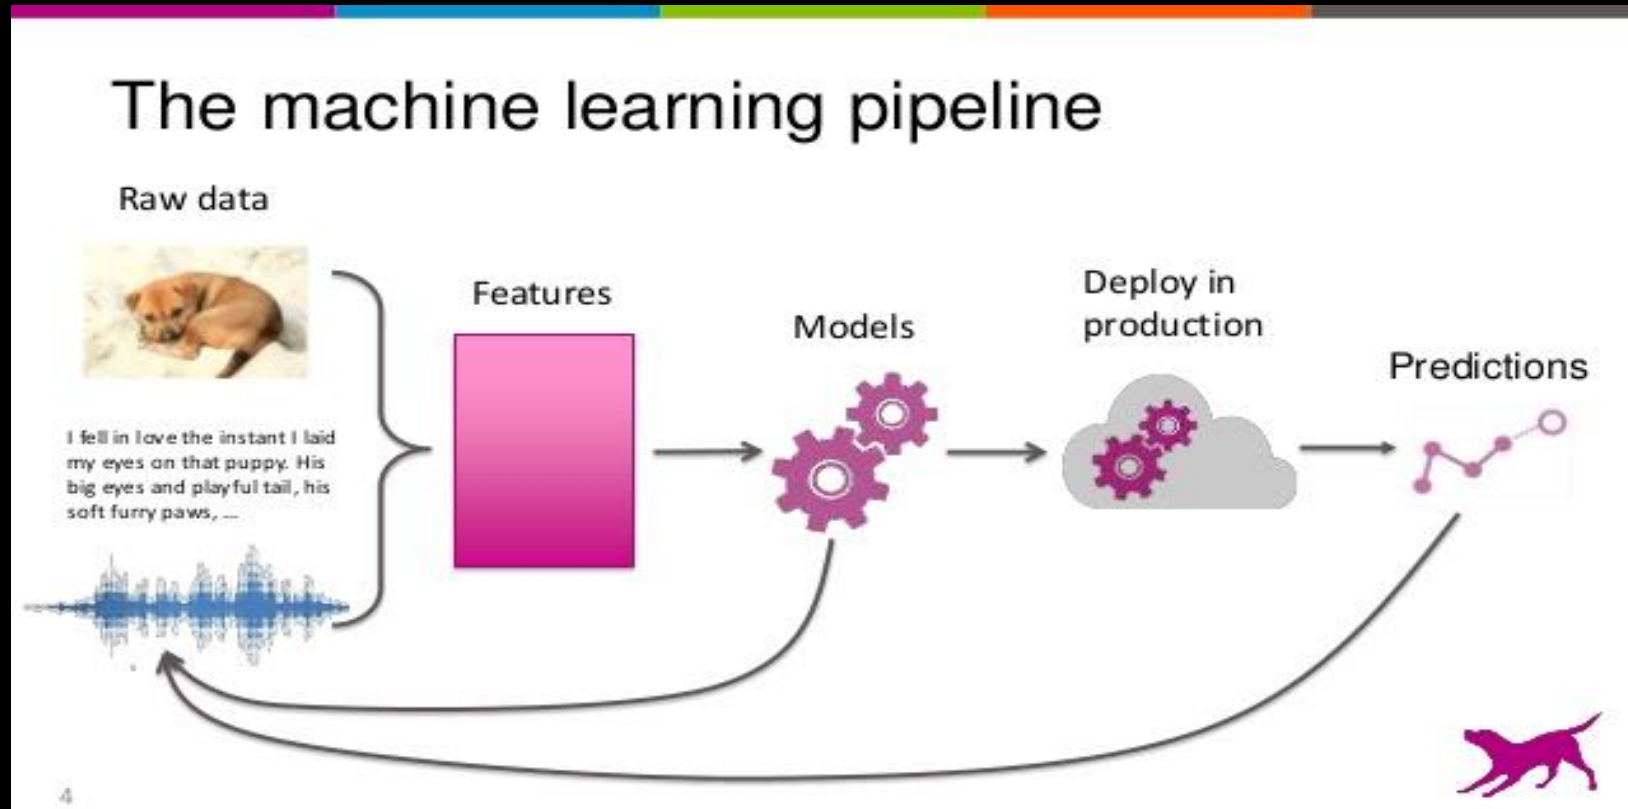 The machine learning pipeline
Raw data
I fell in love the instant I laid
my eyes on that puppy. His
big eyes and playful tail, his
soft furry paws, ...
Features
Models
Deploy in
production
Predictions
4